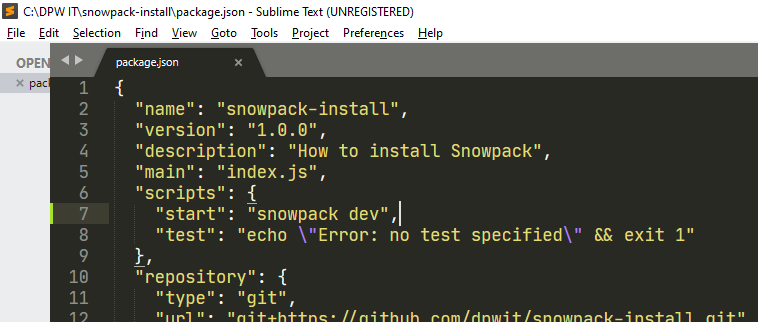 C:\DPW IT\snowpack-install\package.json - Sublime Text (UNREGISTERED)
File Edit Selection Find View Goto Tools Project Preferences Help
OPEN
package.json ×
× pac
1 {
2 "name": "snowpack-install",
3 "version": "1.0.0",
4 "description": "How to install Snowpack",
5 "main": "index.js",
6 "scripts": {
7 "start": "snowpack dev",
8 "test": "echo \"Error: no test specified\" && exit 1"
9 },
10 "repository": {
11 "type": "git",
12 "url": "git+https://github.com/dpwit/snowpack-install.git"